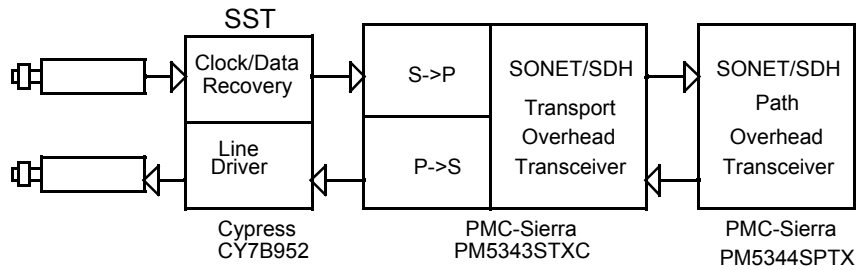 SST
Clock/Data
Recovery
Line
Driver
Cypress
CY7B952
S->P
P->S
SONET/SDH
Transport
Overhead
Transceiver
PMC-Sierra
PM5343STXC
SONET/SDH
Path
Overhead
Transceiver
PMC-Sierra
PM5344SPTX